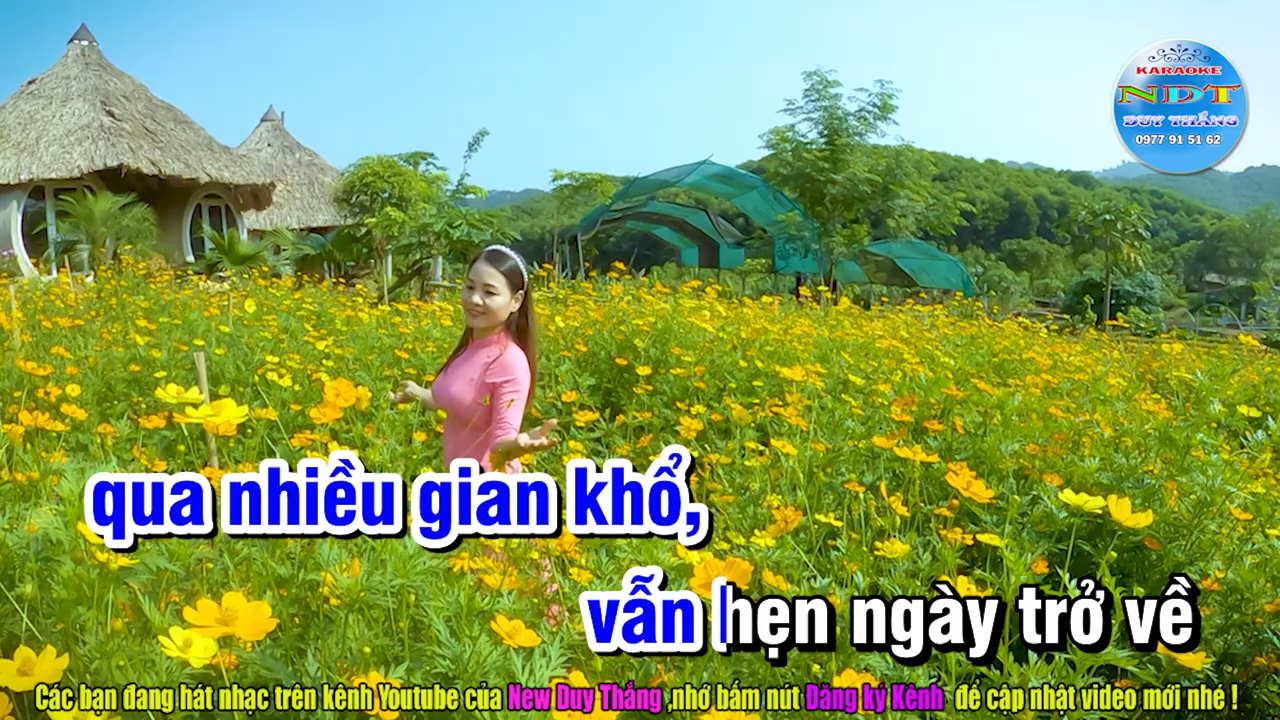 KARAOKE
NDT
DUY THẮNG
0977 91 51 62
qua nhiều gian khổ,
vẫn hẹn ngày trở về
Các bạn đang hát nhạc trên kênh Youtube của New Duy Thắng ,nhớ bấm nút Đăng ký Kênh để cập nhật video mới nhé !